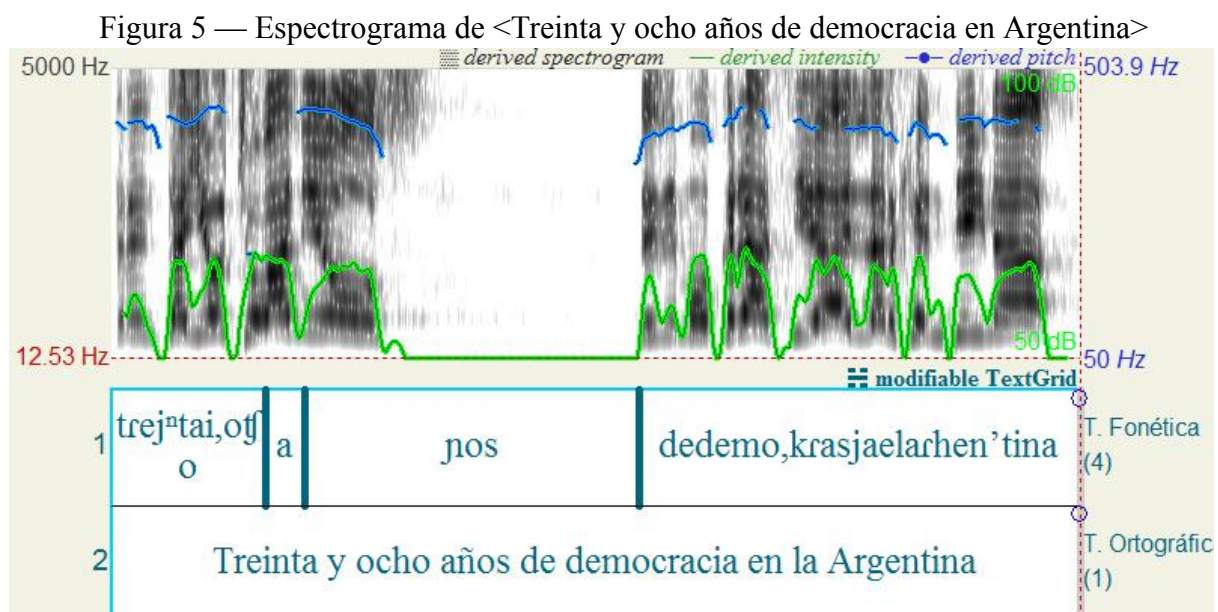 Figura 5 — Espectrograma de <Treinta y ocho años de democracia en Argentina>
5000 Hz
derived spectrogram
derived intensity
derived pitch
503.9 Hz
100 dB
12.53 Hz
50 dB
50 Hz
modifiable TextGrid
1
tɾejⁿtai,otʃ
o
a
ɲos
dedemo,kɾasjaelaɾhen’tina
T. Fonética
(4)
2
Treinta y ocho años de democracia en la Argentina
T. Ortográfic
(1)